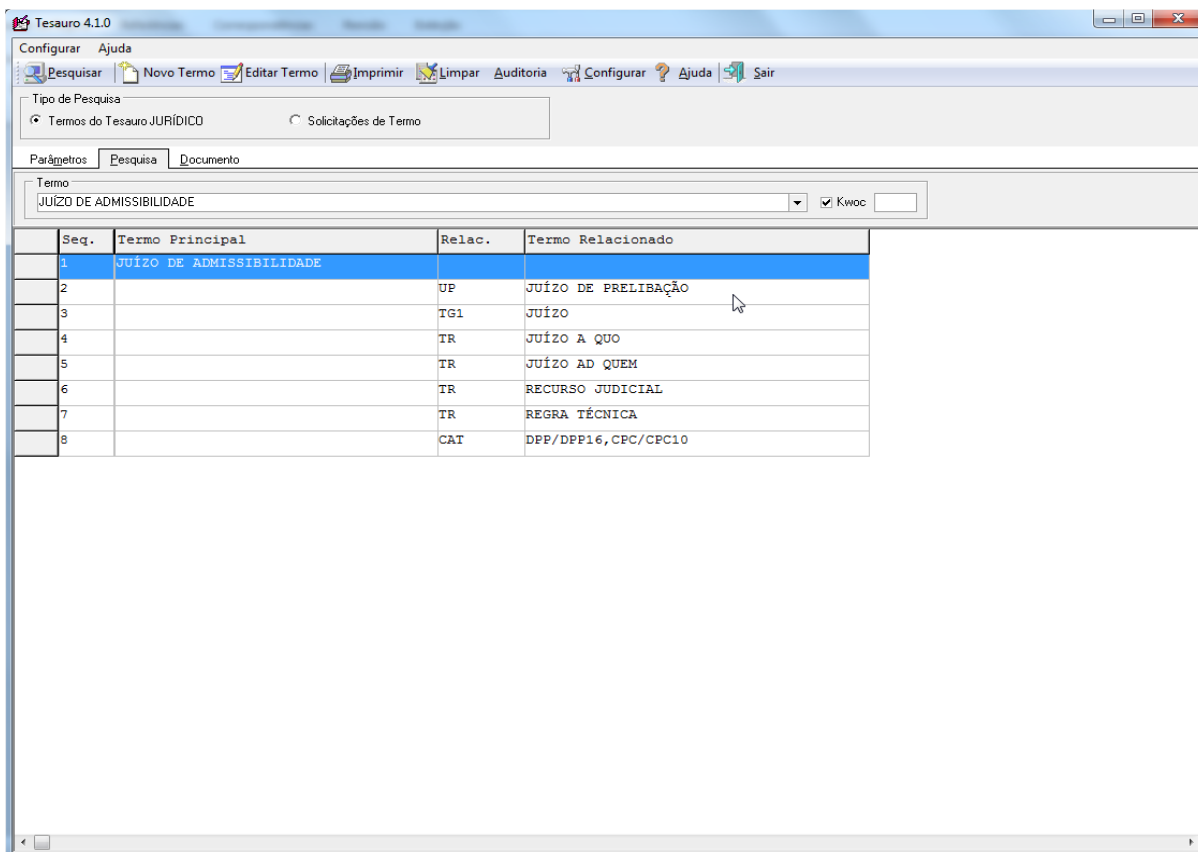 Tesauro 4.1.0
Configurar Ajuda
Pesquisar Novo Termo Editar Termo Imprimir Limpar Auditoria Configurar Ajuda Sair
Tipo de Pesquisa
Termos do Tesauro JURÍDICO Solicitações de Termo
Parâmetros Pesquisa Documento
Termo
JUÍZO DE ADMISSIBILIDADE Kwoc
Seq. Termo Principal Relac. Termo Relacionado
1 JUÍZO DE ADMISSIBILIDADE
2 UP JUÍZO DE PRELIBAÇÃO
3 TG1 JUÍZO
4 TR JUÍZO A QUO
5 TR JUÍZO AD QUEM
6 TR RECURSO JUDICIAL
7 TR REGRA TÉCNICA
8 CAT DPP/DPP16,CPC/CPC10